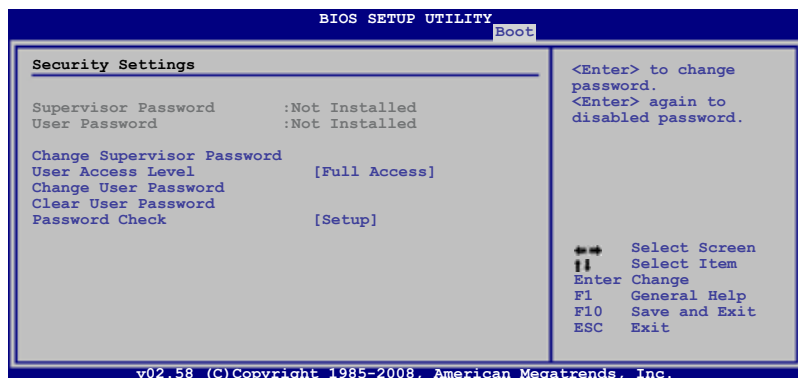 BIOS SETUP UTILITY
Boot
Security Settings
Supervisor Password :Not Installed
User Password :Not Installed
Change Supervisor Password
User Access Level [Full Access]
Change User Password
Clear User Password
Password Check [Setup]
<Enter> to change
password.
<Enter> again to
disabled password.
Select Screen
Select Item
Enter Change
F1 General Help
F10 Save and Exit
ESC Exit
v02.58 (C)Copyright 1985-2008, American Megatrends, Inc.